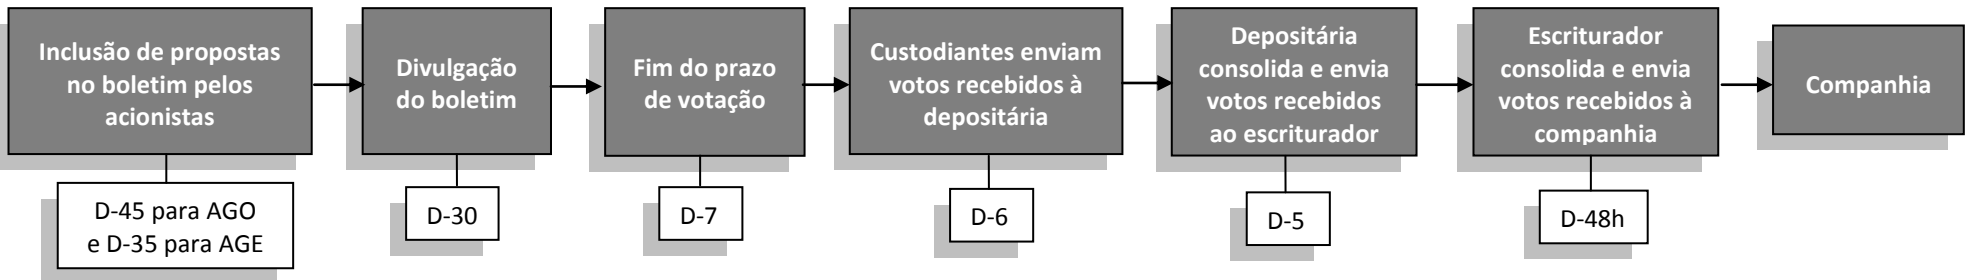 Inclusão de propostas
no boletim pelos
acionistas
Divulgação
do boletim
Fim do prazo
de votação
Custodiantes enviam
votos recebidos à
depositária
Depositária
consolida e envia
votos recebidos
ao escriturador
Escriturador
consolida e envia
votos recebidos à
companhia
Companhia
D-45 para AGO
e D-35 para AGE
D-30
D-7
D-6
D-5
D-48h